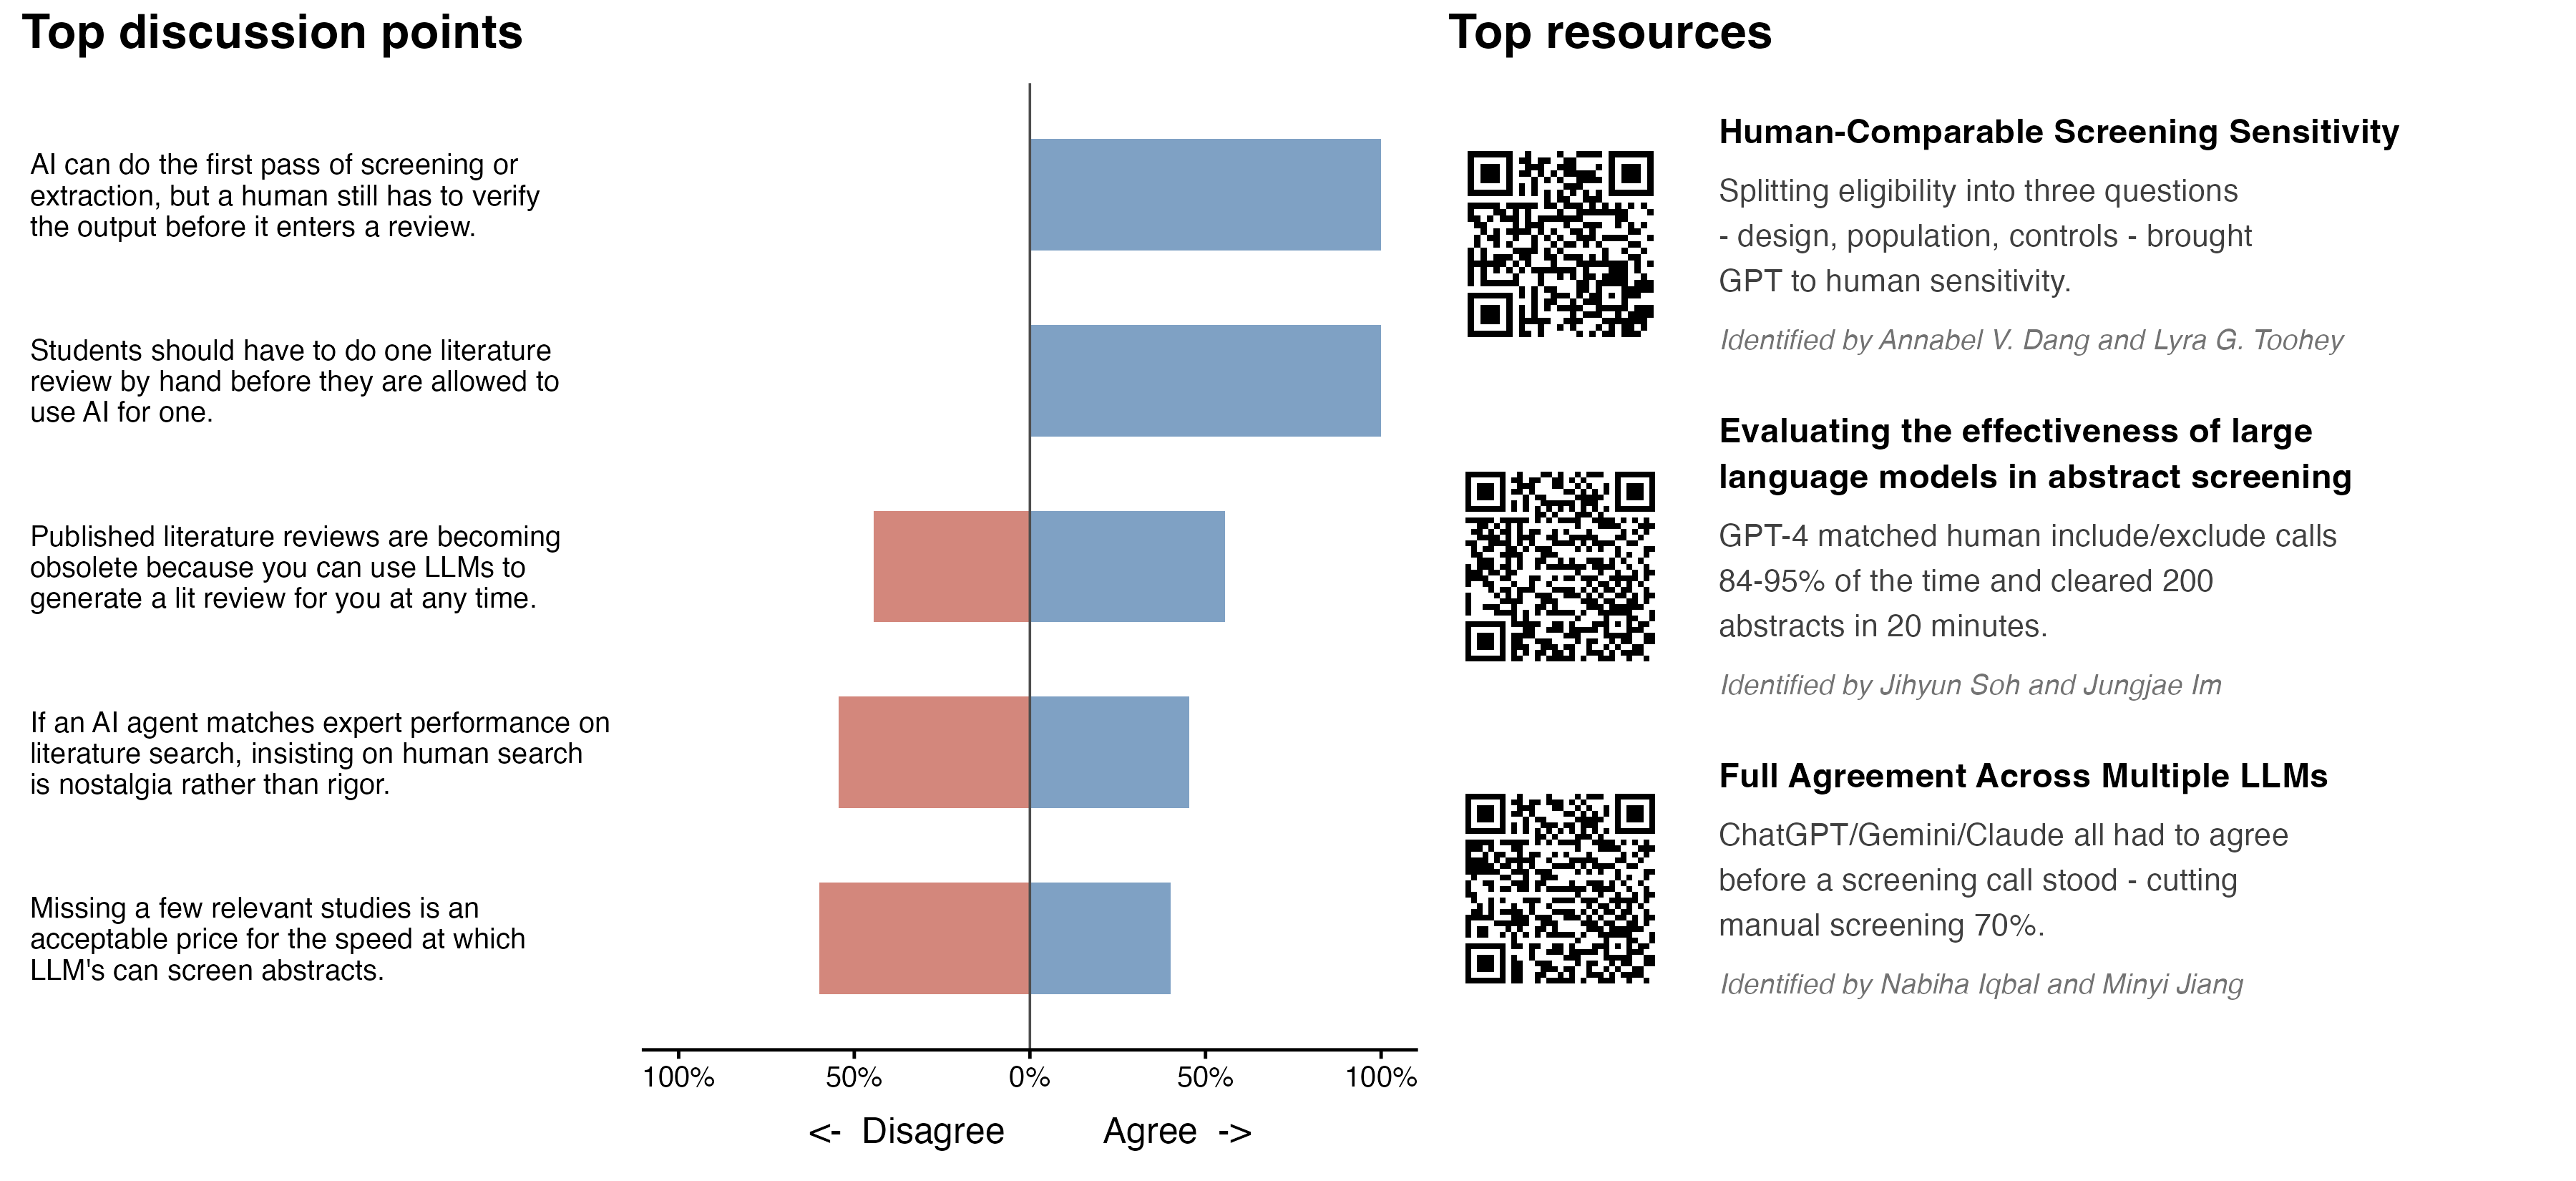 Top discussion points
AI can do the first pass of screening or
extraction, but a human still has to verify
the output before it enters a review.
Students should have to do one literature
review by hand before they are allowed to
use AI for one.
Published literature reviews are becoming
obsolete because you can use LLMs to
generate a lit review for you at any time.
If an AI agent matches expert performance on
literature search, insisting on human search
is nostalgia rather than rigor.
Missing a few relevant studies is an
acceptable price for the speed at which
LLM's can screen abstracts.
100%
50%
0%
50%
100%
<- Disagree
Agree ->
Top resources
Human-Comparable Screening Sensitivity
Splitting eligibility into three questions
- design, population, controls - brought
GPT to human sensitivity.
Identified by Annabel V. Dang and Lyra G. Toohey
Evaluating the effectiveness of large
language models in abstract screening
GPT-4 matched human include/exclude calls
84-95% of the time and cleared 200
abstracts in 20 minutes.
Identified by Jihyun Soh and Jungjae Im
Full Agreement Across Multiple LLMs
ChatGPT/Gemini/Claude all had to agree
before a screening call stood - cutting
manual screening 70%.
Identified by Nabiha Iqbal and Minyi Jiang